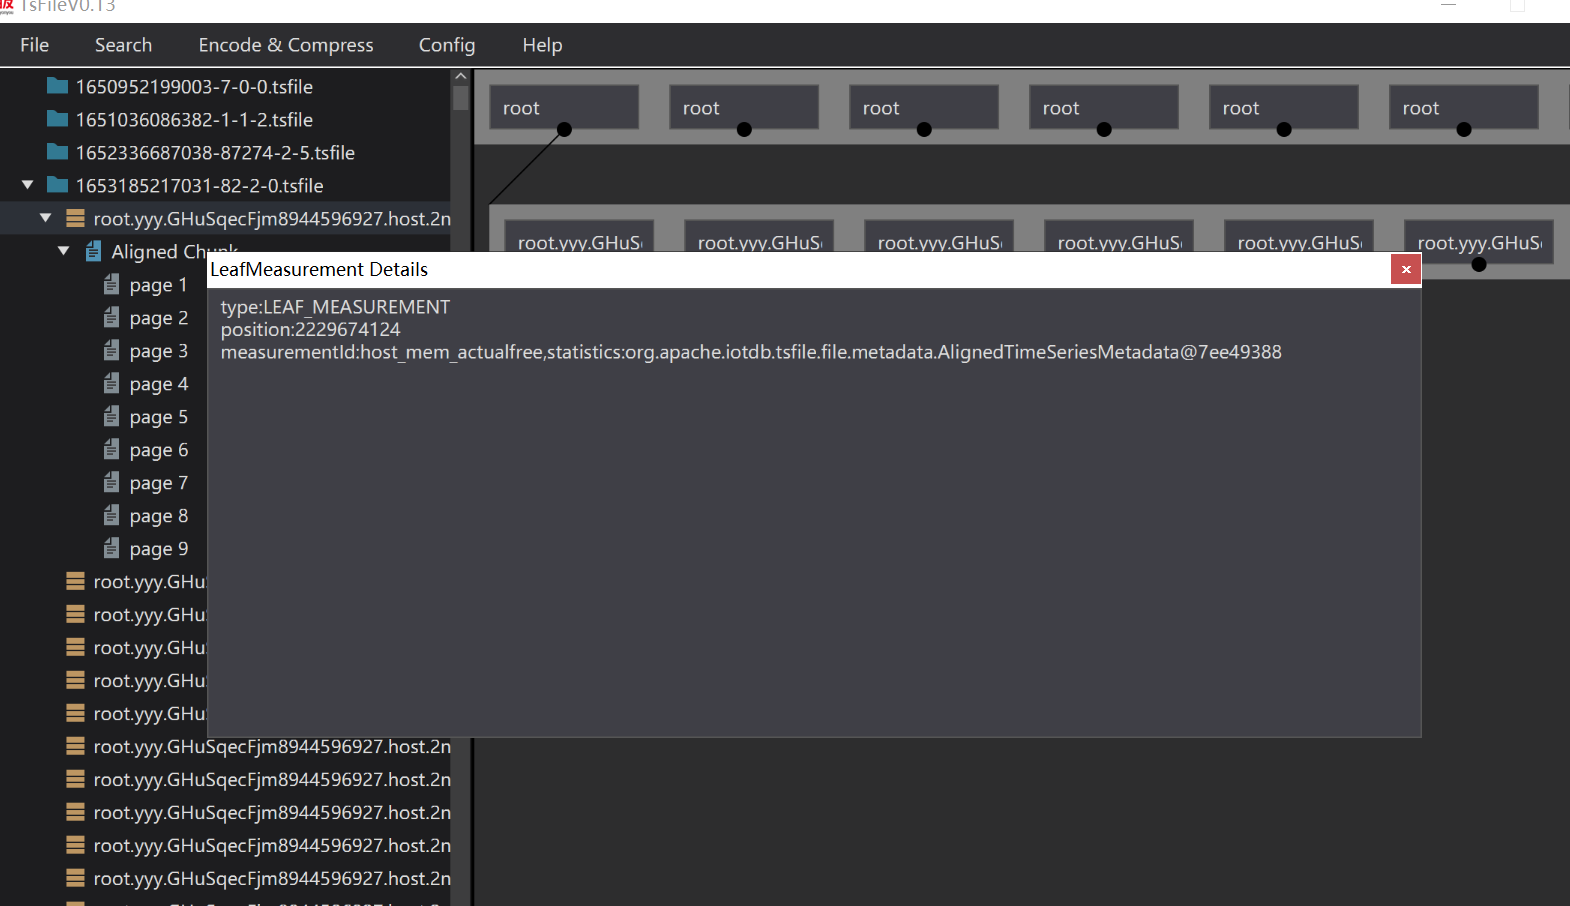 TsFileV0.13
File Search Encode & Compress Config Help
1650952199003-7-0-0.tsfile
1651036086382-1-1-2.tsfile
1652336687038-87274-2-5.tsfile
1653185217031-82-2-0.tsfile
root.yyy.GHuSqecFjm8944596927.host.2n
Aligned Chunk
page 1
page 2
page 3
page 4
page 5
page 6
page 7
page 8
page 9
root.yyy.GHu
root.yyy.GHu
root.yyy.GHu
root.yyy.GHu
root.yyy.GHu
root.yyy.GHuSqecFjm8944596927.host.2n
root.yyy.GHuSqecFjm8944596927.host.2n
root.yyy.GHuSqecFjm8944596927.host.2n
root.yyy.GHuSqecFjm8944596927.host.2n
root.yyy.GHuSqecFjm8944596927.host.2n
root root root root root root
root.yyy.GHuS root.yyy.GHuS root.yyy.GHuS root.yyy.GHuS root.yyy.GHuS root.yyy.GHuS
LeafMeasurement Details
type:LEAF_MEASUREMENT
position:2229674124
measurementId:host_mem_actualfree,statistics:org.apache.iotdb.tsfile.file.metadata.AlignedTimeSeriesMetadata@7ee49388